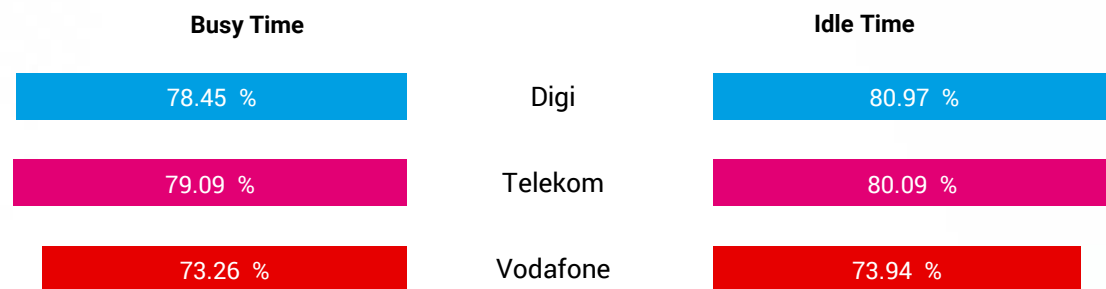 Busy Time Idle Time
78.45 % Digi 80.97 %
79.09 % Telekom 80.09 %
73.26 % Vodafone 73.94 %